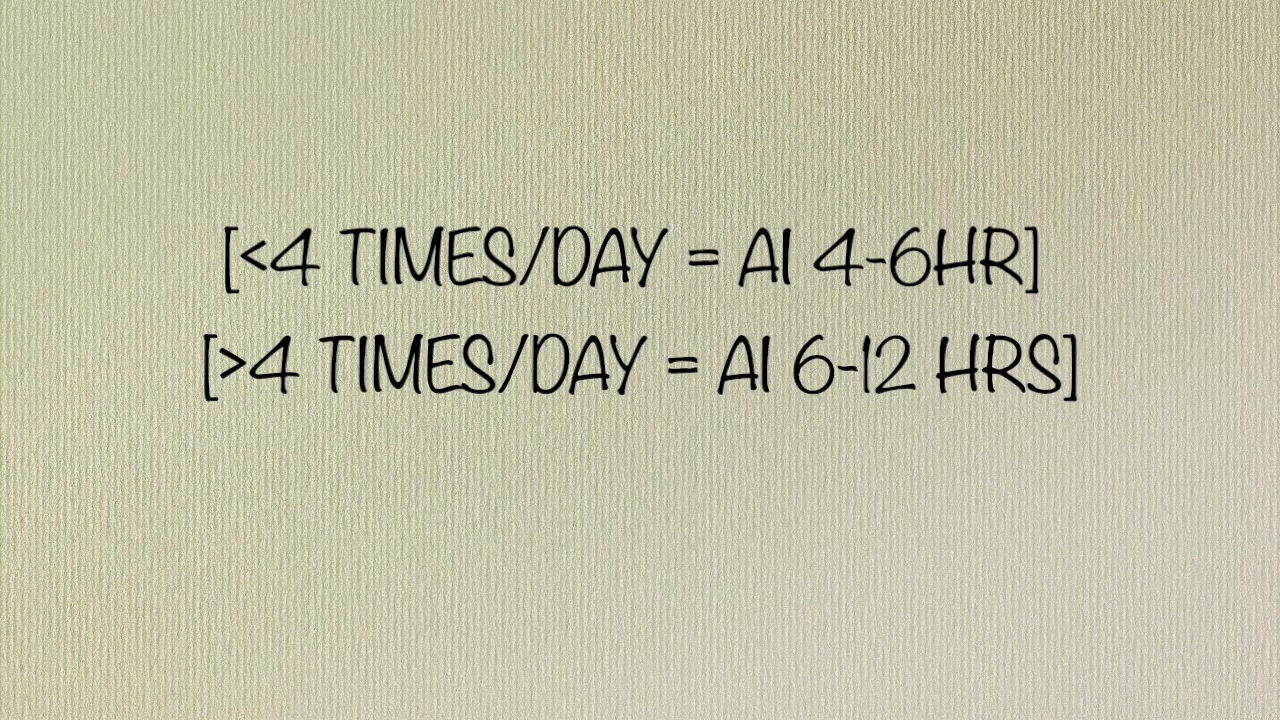 [<4 TIMES/DAY = AI 4-6HR]
[>4 TIMES/DAY = AI 6-12 HRS]